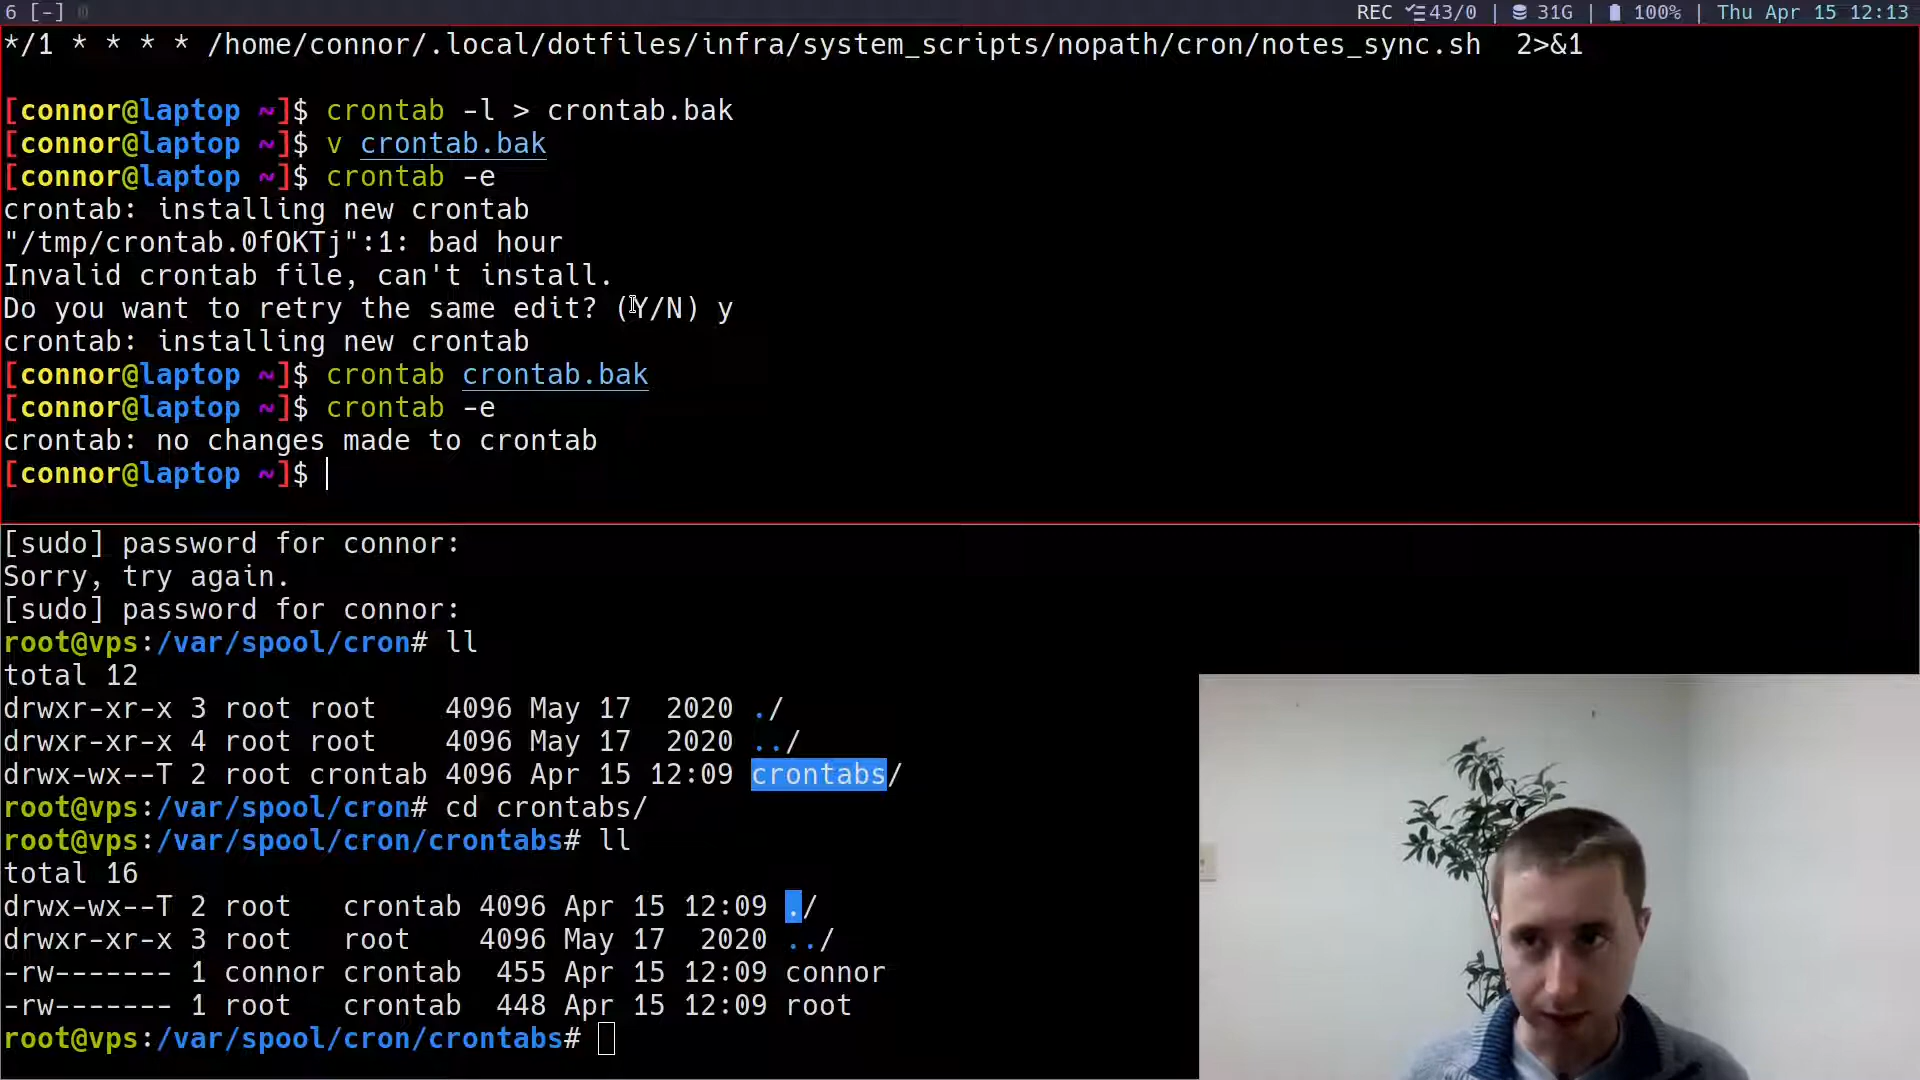 6 [-]
REC 43/0 | 31G | 100% | Thu Apr 15 12:13
*/1 * * * * /home/connor/.local/dotfiles/infra/system_scripts/nopath/cron/notes_sync.sh  2>&1
[connor@laptop ~]$ crontab -l > crontab.bak
[connor@laptop ~]$ v crontab.bak
[connor@laptop ~]$ crontab -e
crontab: installing new crontab
"/tmp/crontab.0fOKTj":1: bad hour
Invalid crontab file, can't install.
Do you want to retry the same edit? (Y/N) y
crontab: installing new crontab
[connor@laptop ~]$ crontab crontab.bak
[connor@laptop ~]$ crontab -e
crontab: no changes made to crontab
[connor@laptop ~]$
[sudo] password for connor:
Sorry, try again.
[sudo] password for connor:
root@vps:/var/spool/cron# ll
total 12
drwxr-xr-x 3 root root    4096 May 17  2020 ./
drwxr-xr-x 4 root root    4096 May 17  2020 ../
drwx-wx--T 2 root crontab 4096 Apr 15 12:09 crontabs/
root@vps:/var/spool/cron# cd crontabs/
root@vps:/var/spool/cron/crontabs# ll
total 16
drwx-wx--T 2 root   crontab 4096 Apr 15 12:09 ./
drwxr-xr-x 3 root   root    4096 May 17  2020 ../
-rw------- 1 connor crontab  455 Apr 15 12:09 connor
-rw------- 1 root   crontab  448 Apr 15 12:09 root
root@vps:/var/spool/cron/crontabs#